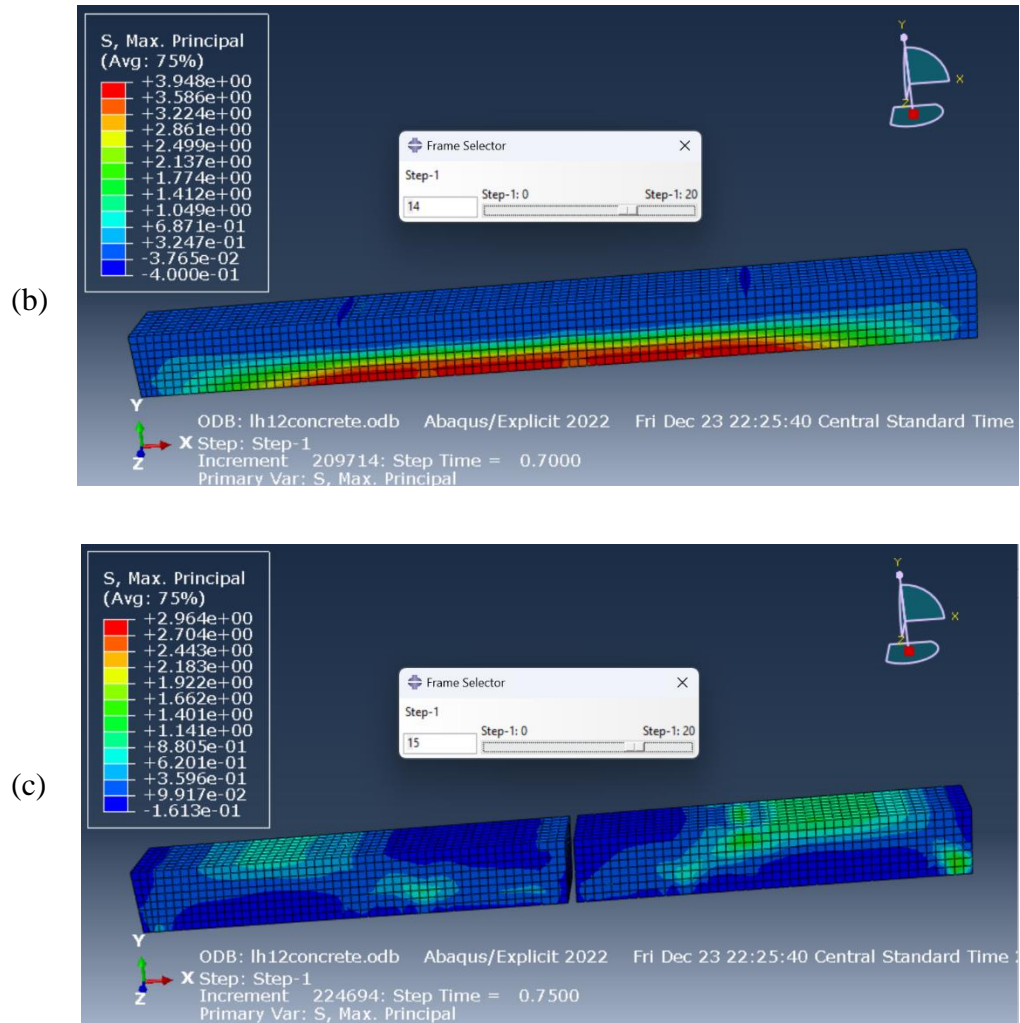 S, Max. Principal
(Avg: 75%)
+3.948e+00
+3.586e+00
+3.224e+00
+2.861e+00
+2.499e+00
+2.137e+00
+1.774e+00
+1.412e+00
+1.049e+00
+6.871e-01
+3.247e-01
-3.765e-02
-4.000e-01
Y
X
Z
Frame Selector
Step-1
Step-1: 0 Step-1: 20
14
(b)
Y
X
Z
ODB: lh12concrete.odb Abaqus/Explicit 2022 Fri Dec 23 22:25:40 Central Standard Time
Step: Step-1
Increment 209714: Step Time = 0.7000
Primary Var: S, Max. Principal
S, Max. Principal
(Avg: 75%)
+2.964e+00
+2.704e+00
+2.443e+00
+2.183e+00
+1.922e+00
+1.662e+00
+1.401e+00
+1.141e+00
+8.805e-01
+6.201e-01
+3.596e-01
+9.917e-02
-1.613e-01
Y
X
Z
Frame Selector
Step-1
Step-1: 0 Step-1: 20
15
(c)
Y
X
Z
ODB: lh12concrete.odb Abaqus/Explicit 2022 Fri Dec 23 22:25:40 Central Standard Time
Step: Step-1
Increment 224694: Step Time = 0.7500
Primary Var: S, Max. Principal